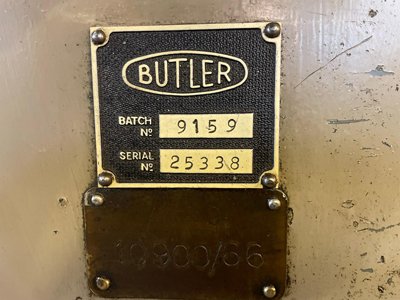 BUTLER
BATCH
Nº 9159
SERIAL
Nº 25338
10900/66